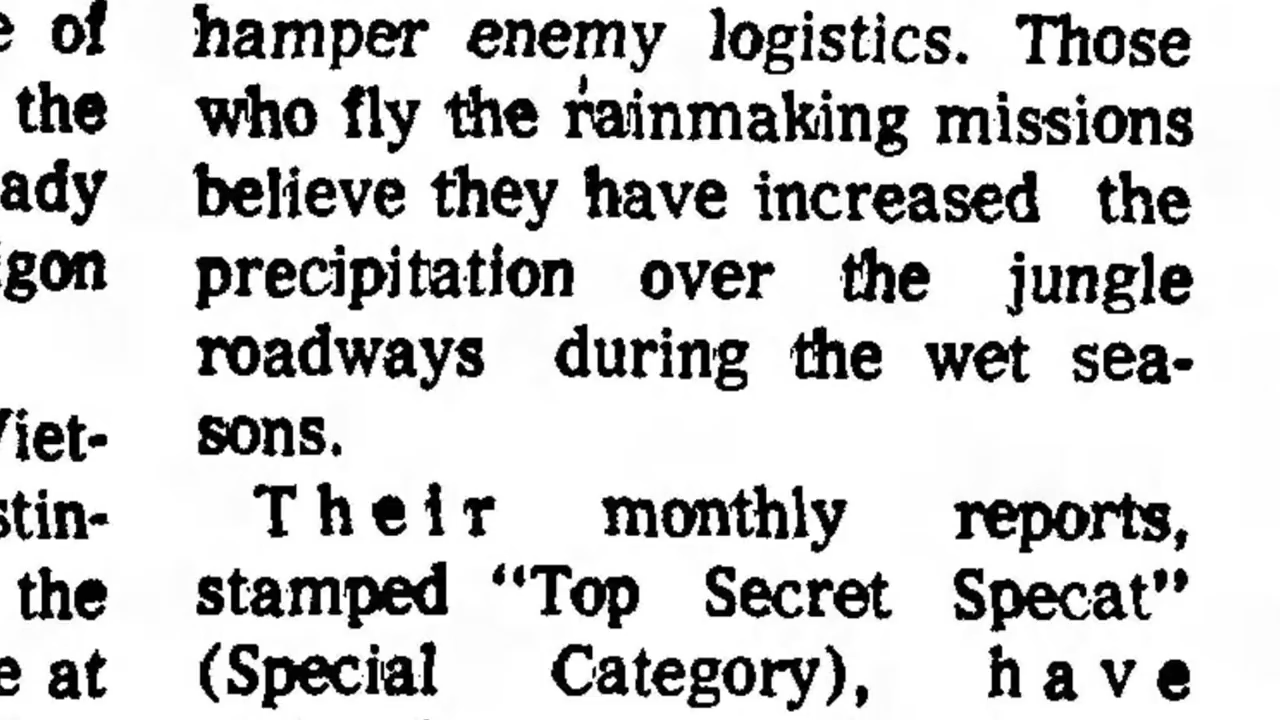 of
the
ady
gon
Viet-
stin-
the
at
hamper enemy logistics. Those
who fly the rainmaking missions
believe they have increased the
precipitation over the jungle
roadways during the wet sea-
sons.
Their monthly reports,
stamped "Top Secret Specat"
(Special Category), have